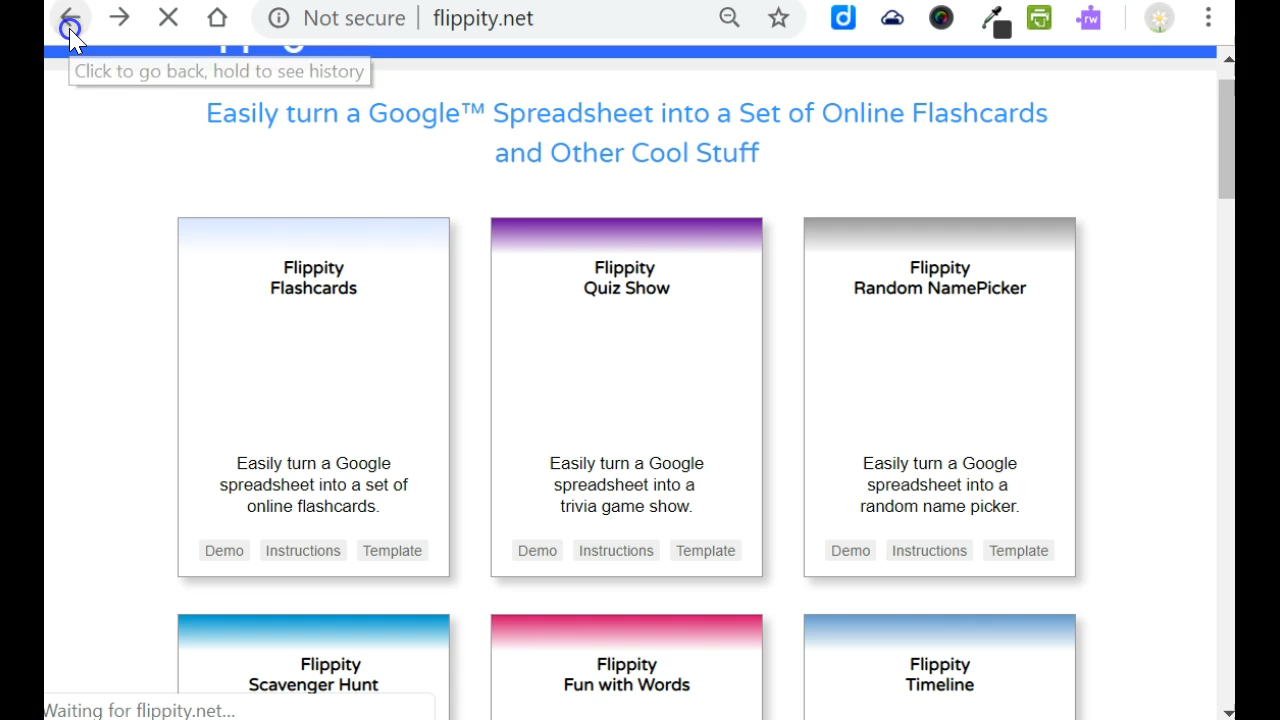 Not secure | flippity.net
Click to go back, hold to see history
Easily turn a Google™ Spreadsheet into a Set of Online Flashcards
and Other Cool Stuff
Flippity
Flashcards
Easily turn a Google
spreadsheet into a set of
online flashcards.
Demo Instructions Template
Flippity
Quiz Show
Easily turn a Google
spreadsheet into a
trivia game show.
Demo Instructions Template
Flippity
Random NamePicker
Easily turn a Google
spreadsheet into a
random name picker.
Demo Instructions Template
Flippity
Scavenger Hunt
Flippity
Fun with Words
Flippity
Timeline
Waiting for flippity.net...
rw